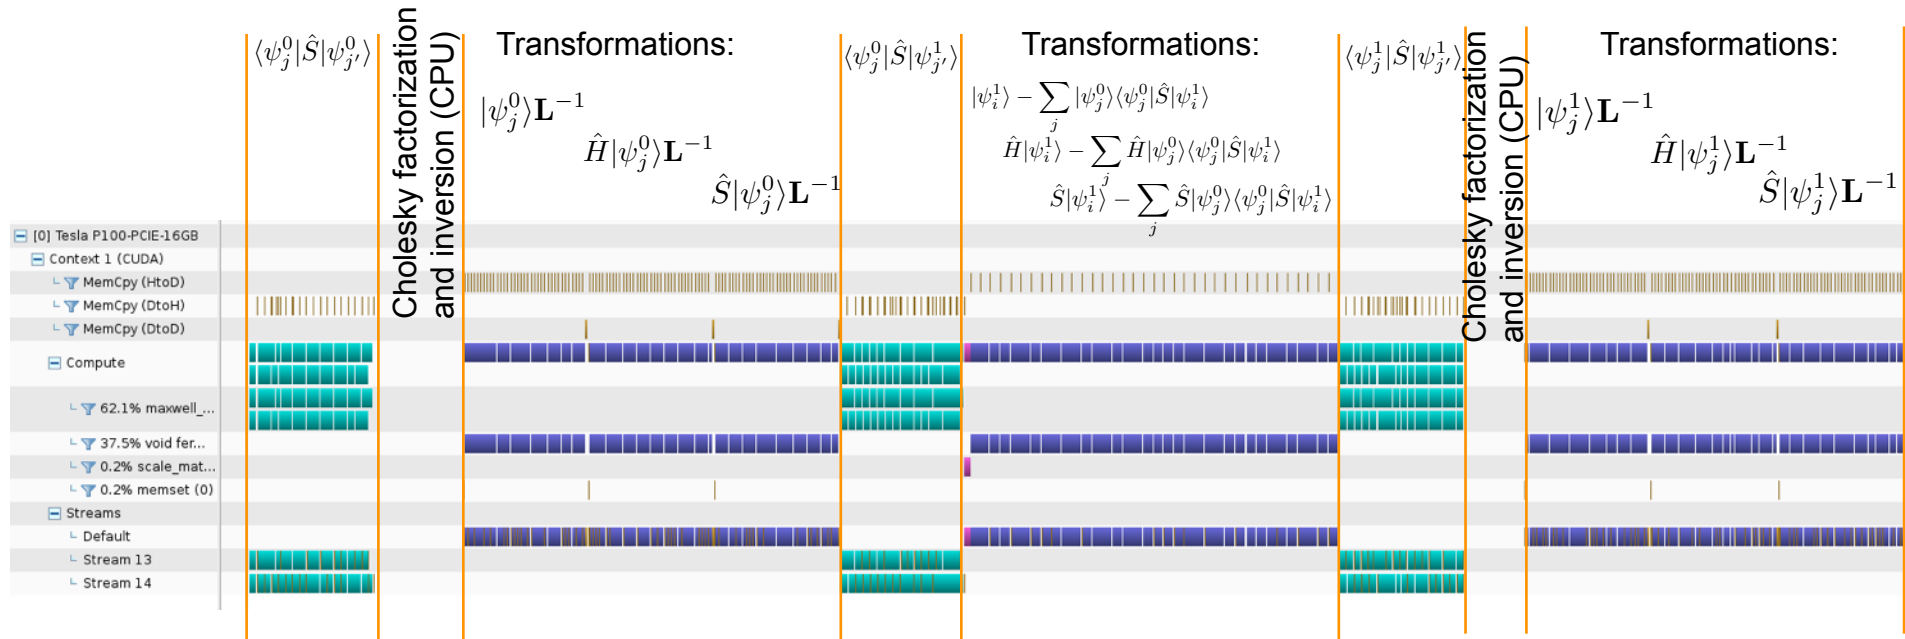 ⟨ψ_j^0|Ŝ|ψ_{j'}^0⟩
Cholesky factorization
and inversion (CPU)
Transformations:
|ψ_j^0⟩L^{−1}
Ĥ|ψ_j^0⟩L^{−1}
Ŝ|ψ_j^0⟩L^{−1}
⟨ψ_j^0|Ŝ|ψ_{j'}^1⟩
Transformations:
|ψ_i^1⟩ − ∑_j |ψ_j^0⟩⟨ψ_j^0|Ŝ|ψ_i^1⟩
Ĥ|ψ_i^1⟩ − ∑_j Ĥ|ψ_j^0⟩⟨ψ_j^0|Ŝ|ψ_i^1⟩
Ŝ|ψ_i^1⟩ − ∑_j Ŝ|ψ_j^0⟩⟨ψ_j^0|Ŝ|ψ_i^1⟩
⟨ψ_j^1|Ŝ|ψ_{j'}^1⟩
Cholesky factorization
and inversion (CPU)
Transformations:
|ψ_j^1⟩L^{−1}
Ĥ|ψ_j^1⟩L^{−1}
Ŝ|ψ_j^1⟩L^{−1}
[0] Tesla P100-PCIE-16GB
Context 1 (CUDA)
MemCpy (HtoD)
MemCpy (DtoH)
MemCpy (DtoD)
Compute
62.1% maxwell_...
37.5% void fer...
0.2% scale_mat...
0.2% memset (0)
Streams
Default
Stream 13
Stream 14